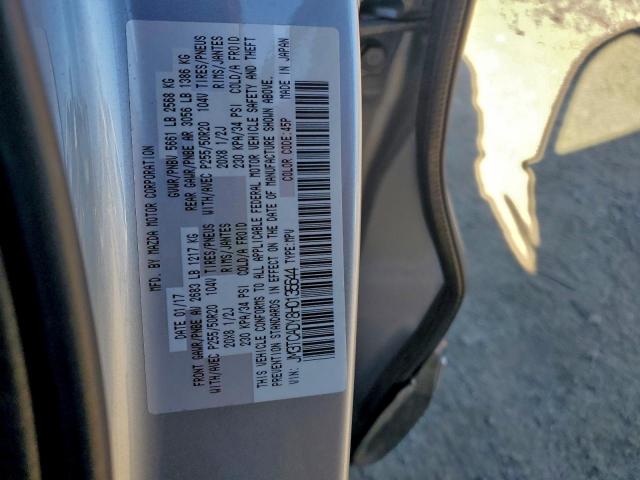 MFD. BY MAZDA MOTOR CORPORATION
DATE 01/17 GVWR/PNBV 5661 LB 2568 KG
FRONT GAWR/PNBE AV 2683 LB 1217 KG REAR GAWR/PNBE AR 3056 LB 1386 KG
WITH/AVEC P255/50R20 104V TIRES/PNEUS WITH/AVEC P255/50R20 104V TIRES/PNEUS
20X8 1/2J RIMS/JANTES 20X8 1/2J RIMS/JANTES
230 KPA/34 PSI COLD/A FROID 230 KPA/34 PSI COLD/A FROID
THIS VEHICLE CONFORMS TO ALL APPLICABLE FEDERAL MOTOR VEHICLE SAFETY AND THEFT
PREVENTION STANDARDS IN EFFECT ON THE DATE OF MANUFACTURE SHOWN ABOVE.
VIN: JM3TCADY8H0135644 TYPE:MPV COLOR CODE:45P MADE IN JAPAN